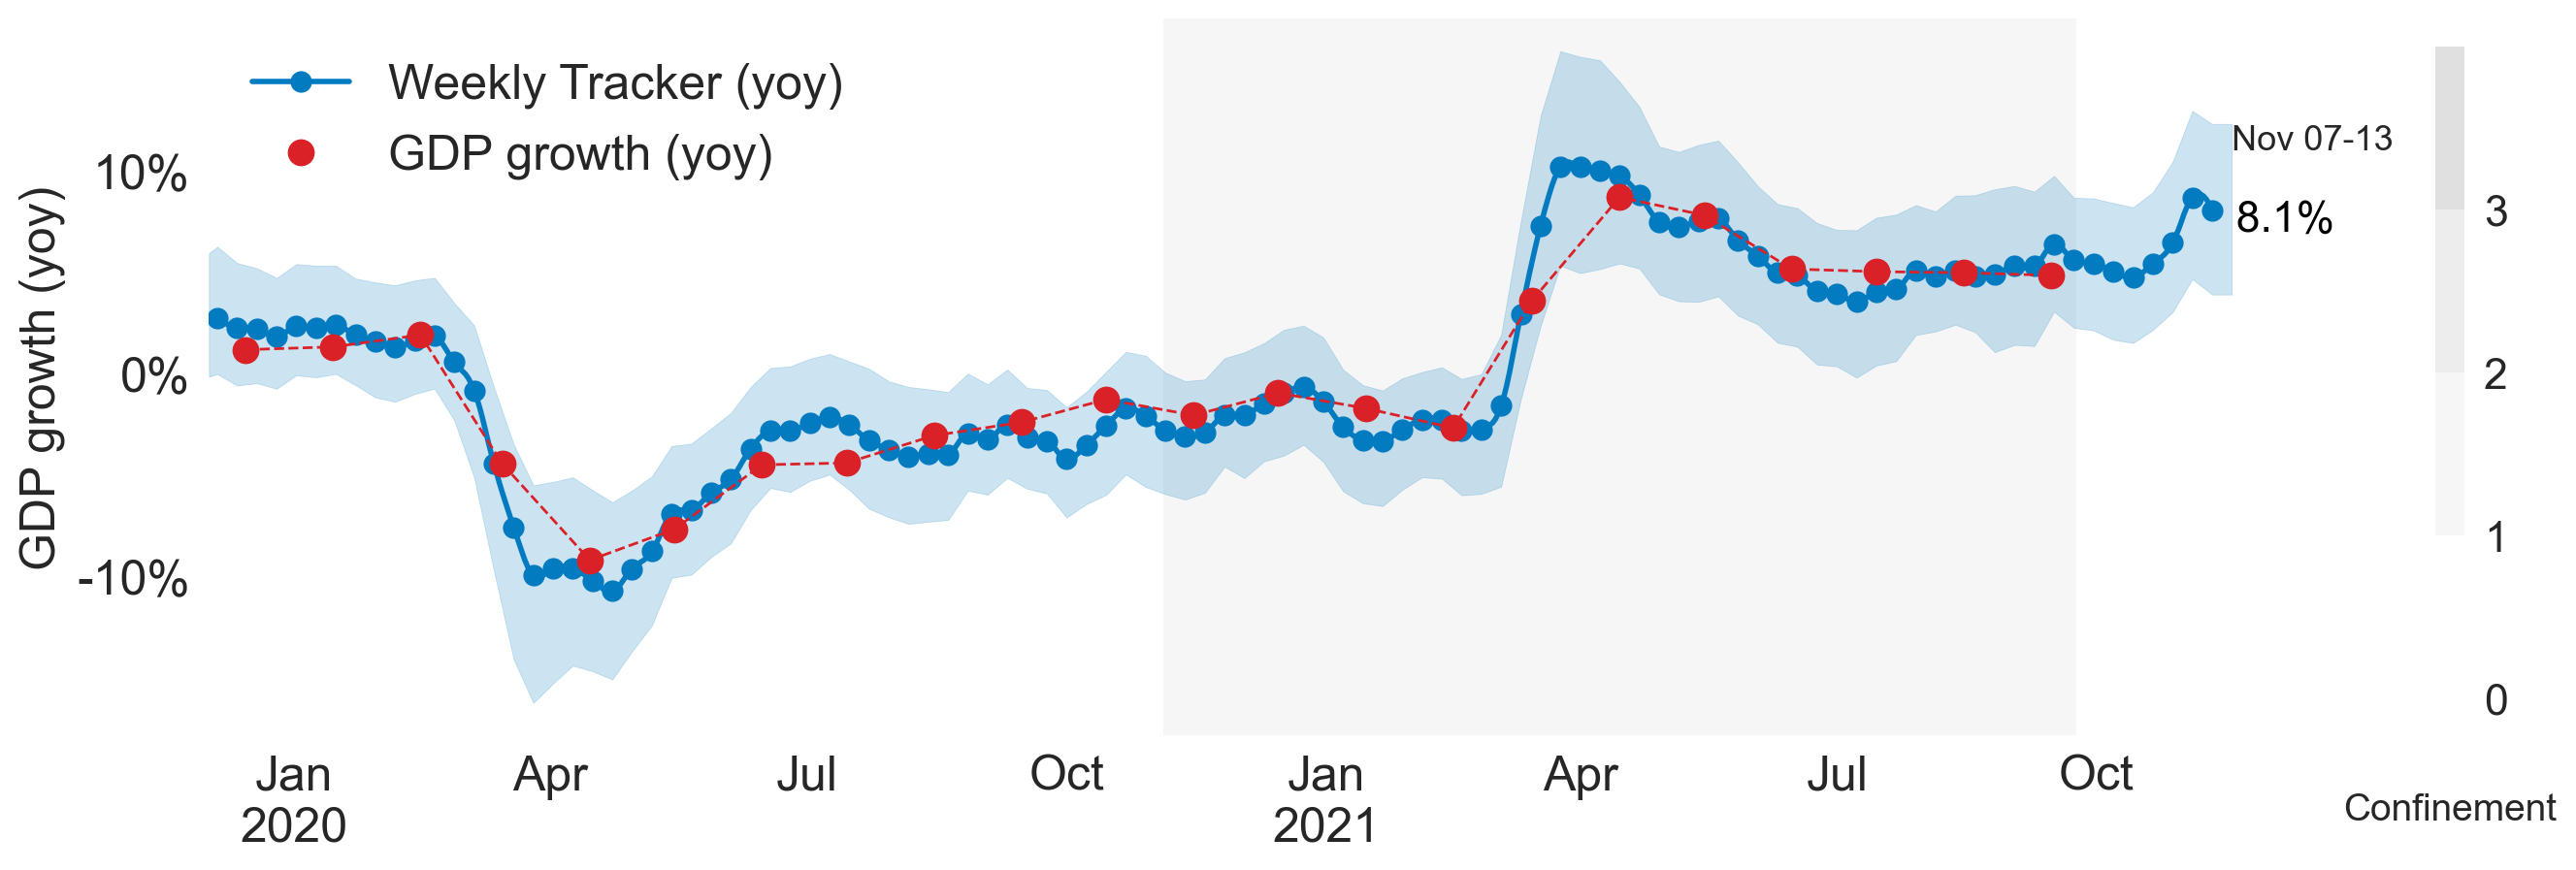 Weekly Tracker (yoy)
GDP growth (yoy)
GDP growth (yoy)
10%
0%
-10%
Nov 07-13
8.1%
3
2
1
0
Jan
2020
Apr
Jul
Oct
Jan
2021
Apr
Jul
Oct
Confinement